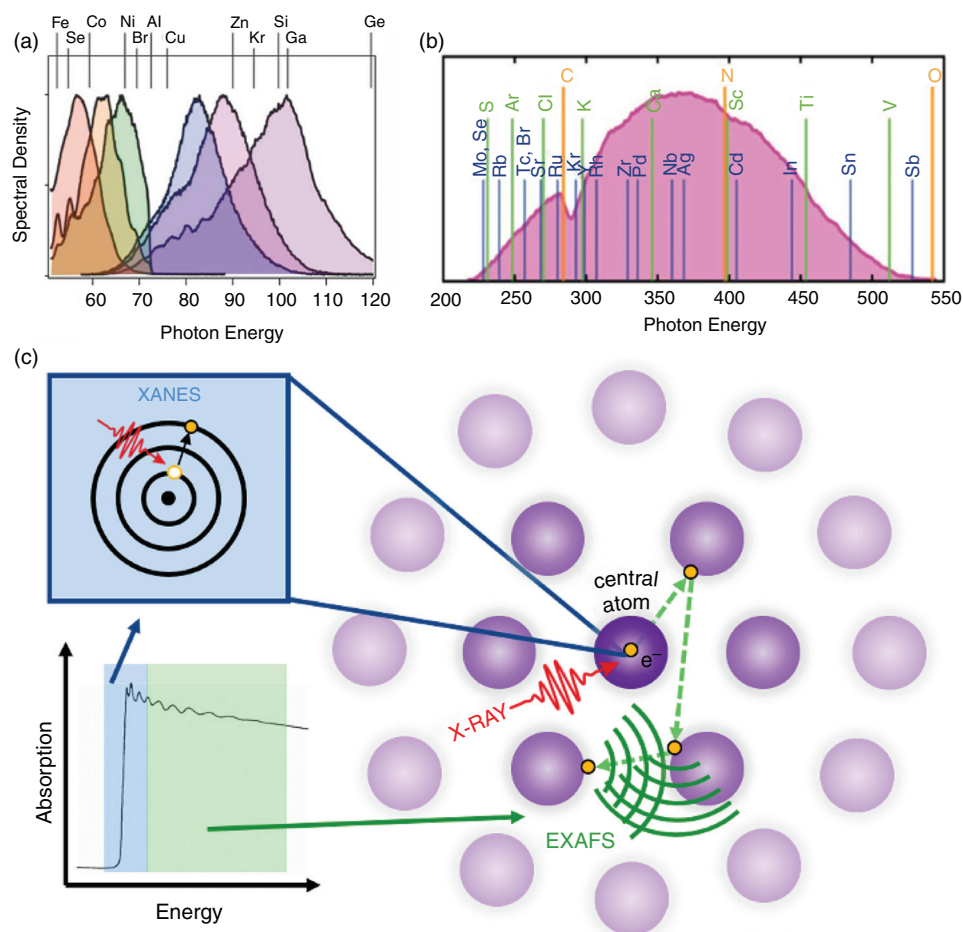 (a)
Fe Co Ni Al Zn Si Ge
Se Br Cu Kr Ga
Spectral Density
60 70 80 90 100 110 120
Photon Energy
(b)
Mo, Se
S
Rb
Ar
Tc, Br
Sr
Cl
Ru
C
Kr
Y
K
Rh
Zr
Pd
Ca
Nb
Ag
N
Sc
Cd
In
Ti
Sn
V
Sb
O
200 250 300 350 400 450 500 550
Photon Energy
(c)
XANES
central
atom
e–
X-RAY
EXAFS
Absorption
Energy